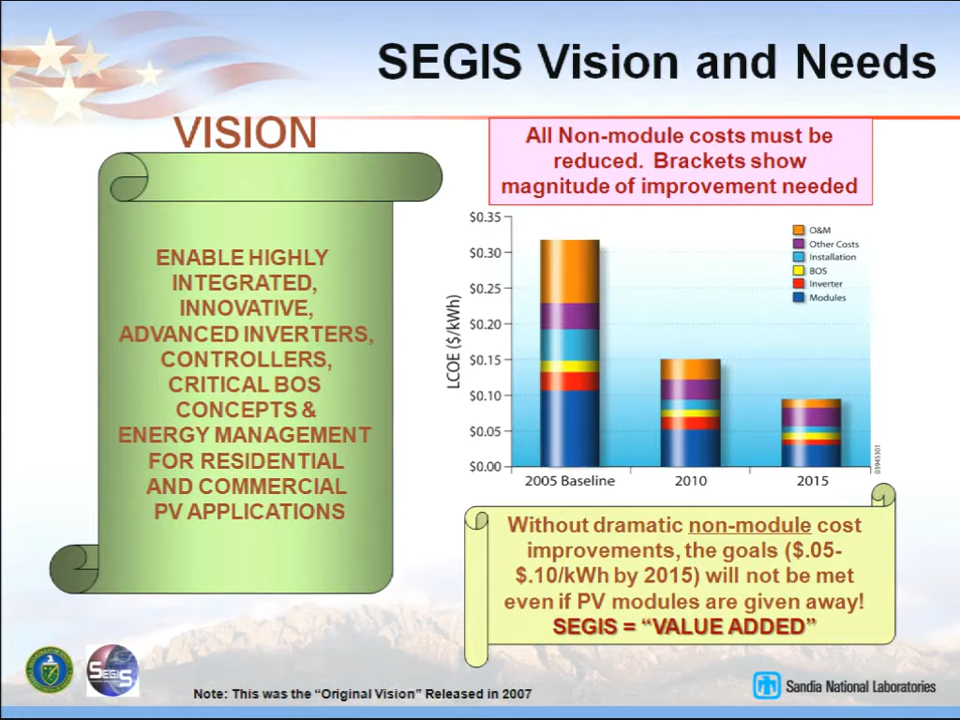 SEGIS Vision and Needs
VISION
ENABLE HIGHLY
INTEGRATED,
INNOVATIVE,
ADVANCED INVERTERS,
CONTROLLERS,
CRITICAL BOS
CONCEPTS &
ENERGY MANAGEMENT
FOR RESIDENTIAL
AND COMMERCIAL
PV APPLICATIONS
All Non-module costs must be
reduced. Brackets show
magnitude of improvement needed
LCOE ($/kWh)
$0.35
$0.30
$0.25
$0.20
$0.15
$0.10
$0.05
$0.00
O&M
Other Costs
Installation
BOS
Inverter
Modules
2005 Baseline
2010
2015
03945301
Without dramatic non-module cost
improvements, the goals ($.05-
$.10/kWh by 2015) will not be met
even if PV modules are given away!
SEGIS = “VALUE ADDED”
SEGIS
Note: This was the “Original Vision” Released in 2007
Sandia National Laboratories